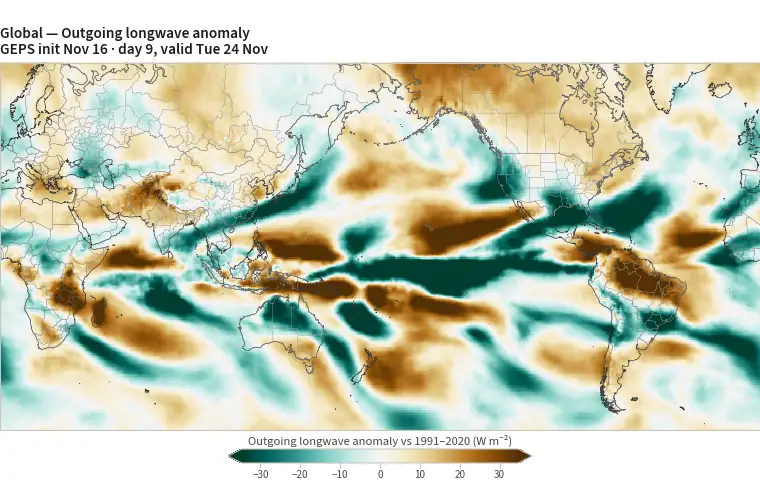 Global — Outgoing longwave anomaly
GEPS init Nov 16 · day 9, valid Tue 24 Nov
Outgoing longwave anomaly vs 1991–2020 (W m⁻²)
−30 −20 −10 0 10 20 30